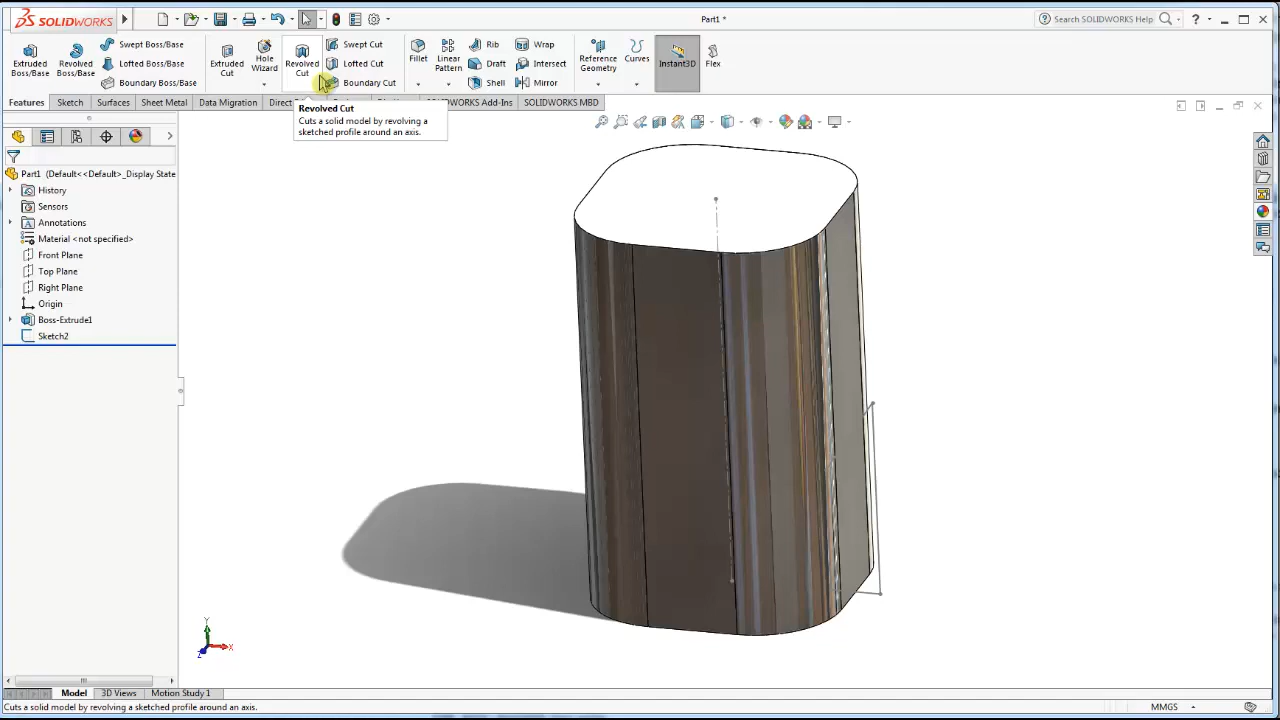 SOLIDWORKS
Part1 *
Search SOLIDWORKS Help
Extruded Boss/Base
Revolved Boss/Base
Swept Boss/Base
Lofted Boss/Base
Boundary Boss/Base
Extruded Cut
Hole Wizard
Revolved Cut
Swept Cut
Lofted Cut
Boundary Cut
Fillet
Linear Pattern
Rib
Draft
Shell
Wrap
Intersect
Mirror
Reference Geometry
Curves
Instant3D
Flex
Features
Sketch
Surfaces
Sheet Metal
Data Migration
Direct
SOLIDWORKS Add-Ins
SOLIDWORKS MBD
Revolved Cut
Cuts a solid model by revolving a
sketched profile around an axis.
Part1 (Default<<Default>_Display State
History
Sensors
Annotations
Material <not specified>
Front Plane
Top Plane
Right Plane
Origin
Boss-Extrude1
Sketch2
Y
X
Z
Model
3D Views
Motion Study 1
Cuts a solid model by revolving a sketched profile around an axis.
MMGS